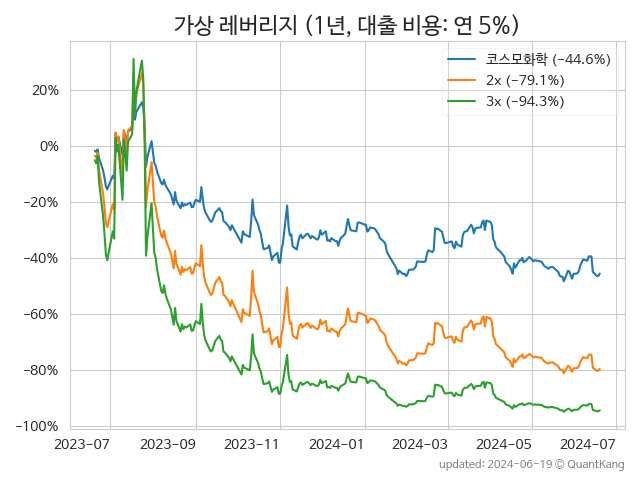 가상 레버리지 (1년, 대출 비용: 연 5%)
코스모화학 (−44.6%)
2x (−79.1%)
3x (−94.3%)
20%
0%
−20%
−40%
−60%
−80%
−100%
2023-07 2023-09 2023-11 2024-01 2024-03 2024-05 2024-07
updated: 2024-06-19 ⓒ QuantKang